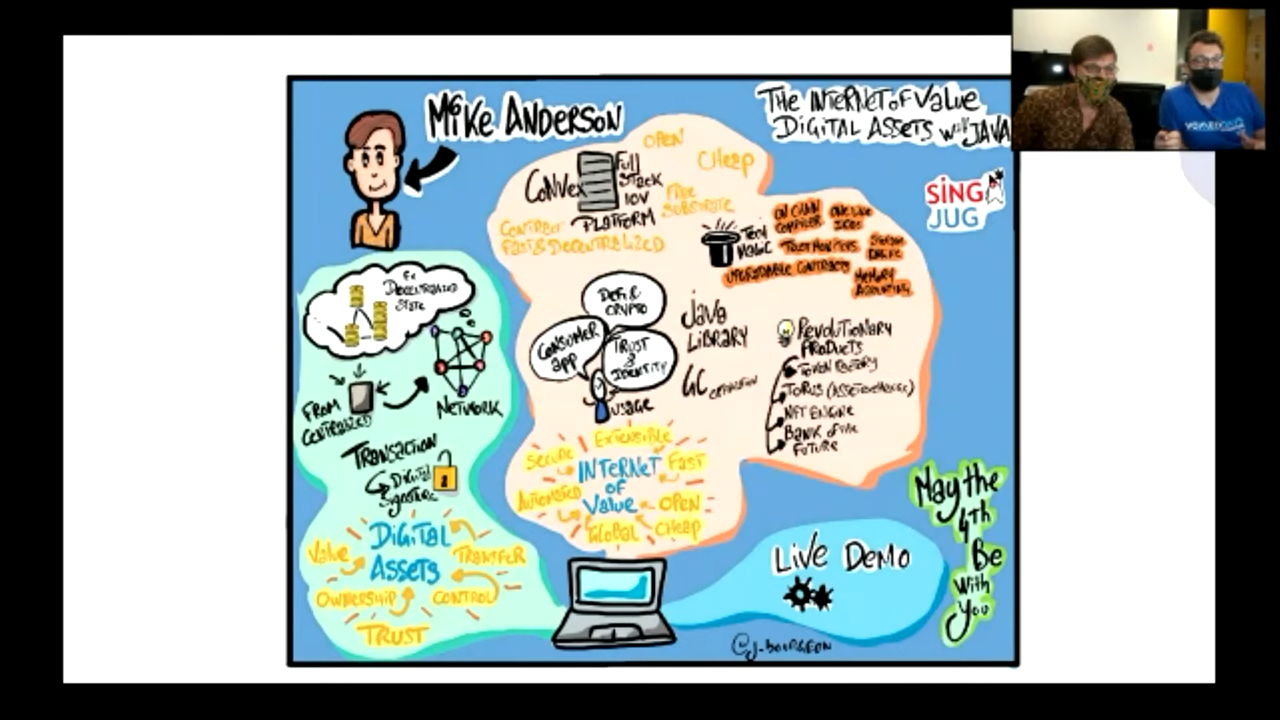 MiKE ANDERSON
THE INTERNET OF VaLUE
DiGiTAL ASSETS with JAVA
SiNG
JUG
OPEN
CHEAP
CONVEX
FULL
STACK
IOV
PLATFORM
FREE
SUBSTRATE
FAST & DECENTRALIZED
TECH
MAGiC
ON CHAIN
COMPILER
UPGRADABLE CONTRACTS
MEMORY
ACCOUNTING
DECENTRALIZED
STATE
FROM
CENTRALIZED
NETWORK
TRANSACTION
DiGiTAL
SignaTURE
DiGiTAL
ASSETS
VaLUE
TRANSFER
OWNERSHIP
CONTROL
TRUST
DEFi &
CRYPTO
CONSUMER
APP
TRUST
&
IDENTITY
USAGE
JAVA
LiBRARY
GC
REVOLUTIONARY
PRODUCTS
TOKEN FACTORY
TORUS
NFT ENGINE
BANK OF THE
FUTURE
SECURE
EXTENSIBLE
FAST
AUTOMATED
INTERNET
OF
VaLUE
OPEN
GLOBAL
CHEAP
LiVE DEMO
May the
4th
Be
With
You
@J-BOURGEON